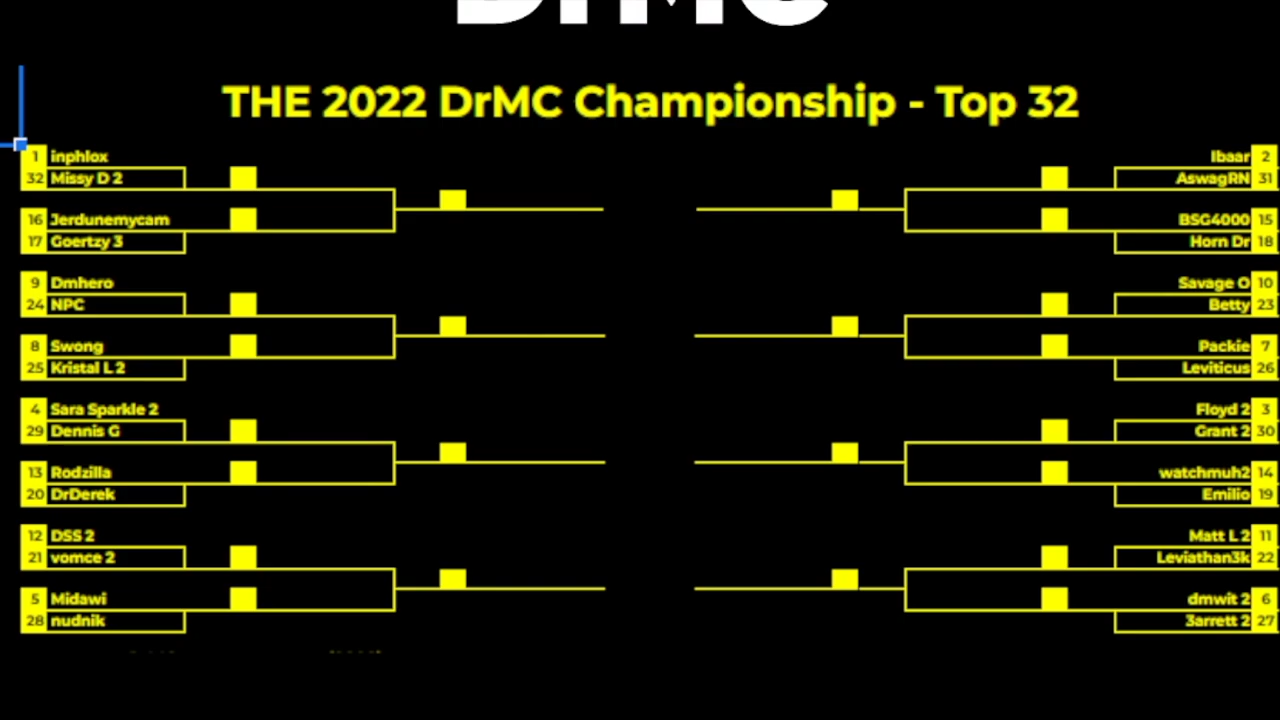 DrMC
THE 2022 DrMC Championship - Top 32
1 inphlox
32 Missy D 2
16 Jerdunemycam
17 Goertzy 3
9 Dmhero
24 NPC
8 Swong
25 Kristal L 2
4 Sara Sparkle 2
29 Dennis G
13 Rodzilla
20 DrDerek
12 DSS 2
21 vomce 2
5 Midawi
28 nudnik
Ibaar 2
AswagRN 31
BSG4000 15
Horn Dr 18
Savage O 10
Betty 23
Packie 7
Leviticus 26
Floyd 2 3
Grant 2 30
watchmuh2 14
Emilio 19
Matt L 2 11
Leviathan3k 22
dmwit 2 6
3arrett 2 27